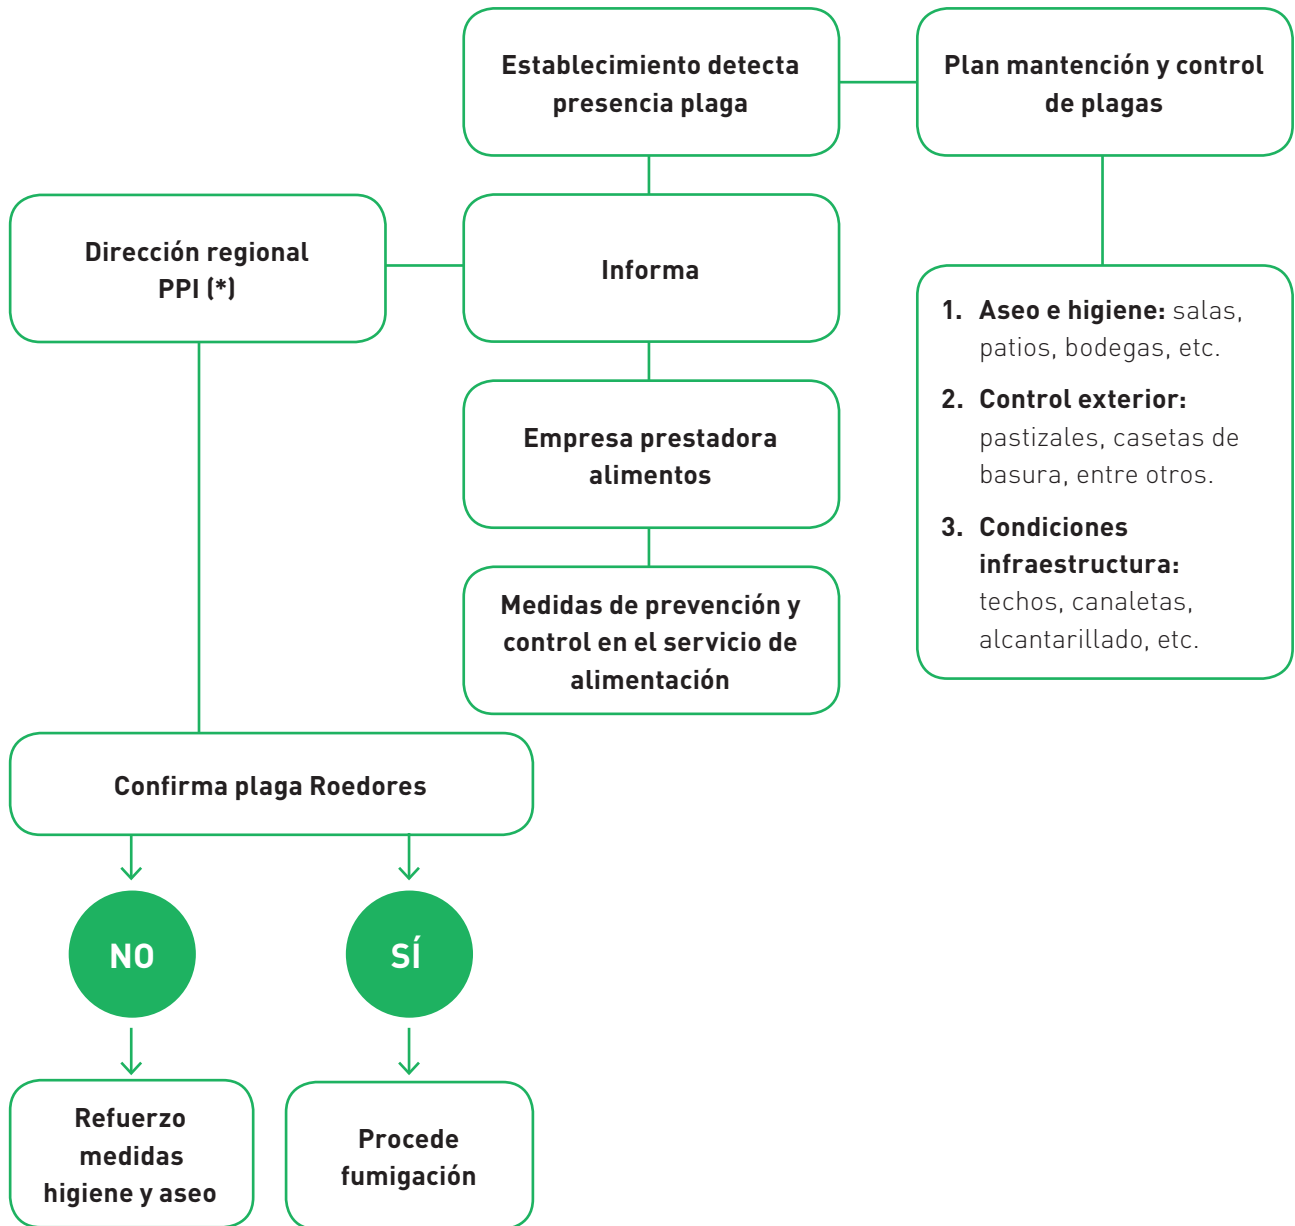 Establecimiento detecta
presencia plaga
Plan mantención y control
de plagas
Dirección regional
PPI (*)
Informa
1. Aseo e higiene: salas,
patios, bodegas, etc.
2. Control exterior:
pastizales, casetas de
basura, entre otros.
3. Condiciones
infraestructura:
techos, canaletas,
alcantarillado, etc.
Empresa prestadora
alimentos
Medidas de prevención y
control en el servicio de
alimentación
Confirma plaga Roedores
NO
SÍ
Refuerzo
medidas
higiene y aseo
Procede
fumigación